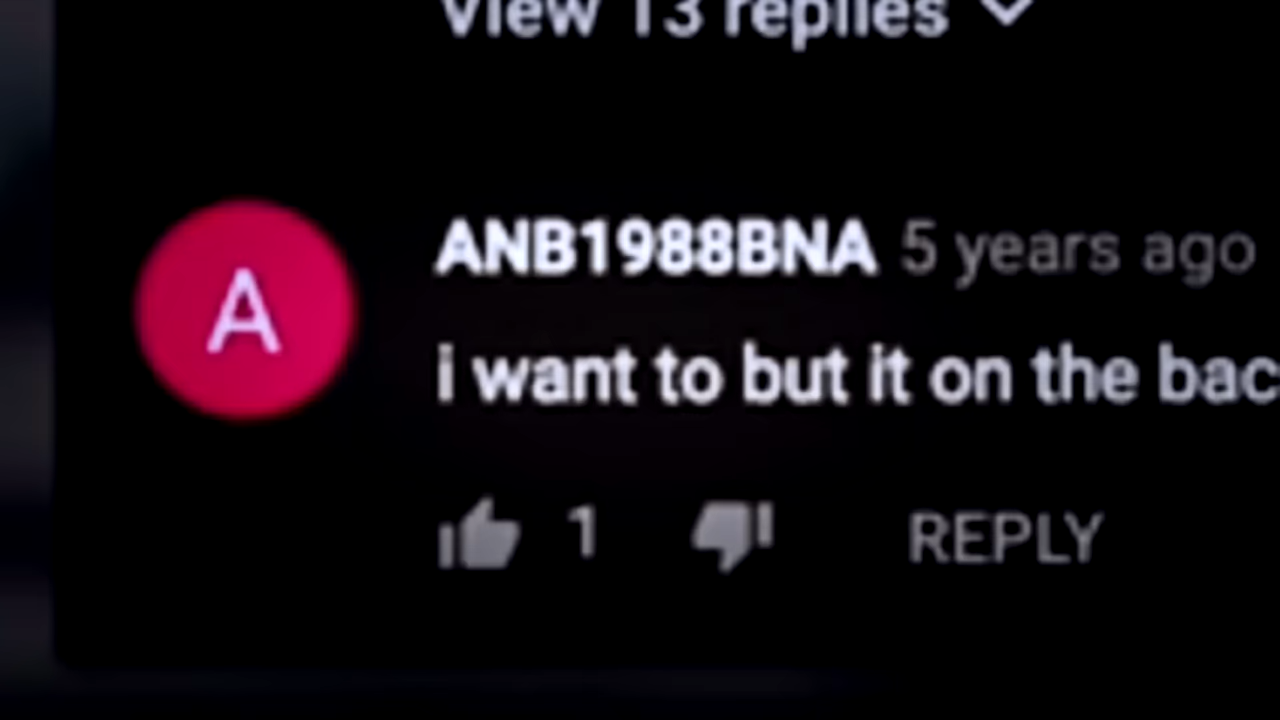 View 13 replies
A
ANB1988BNA 5 years ago
i want to but it on the bac
1
REPLY